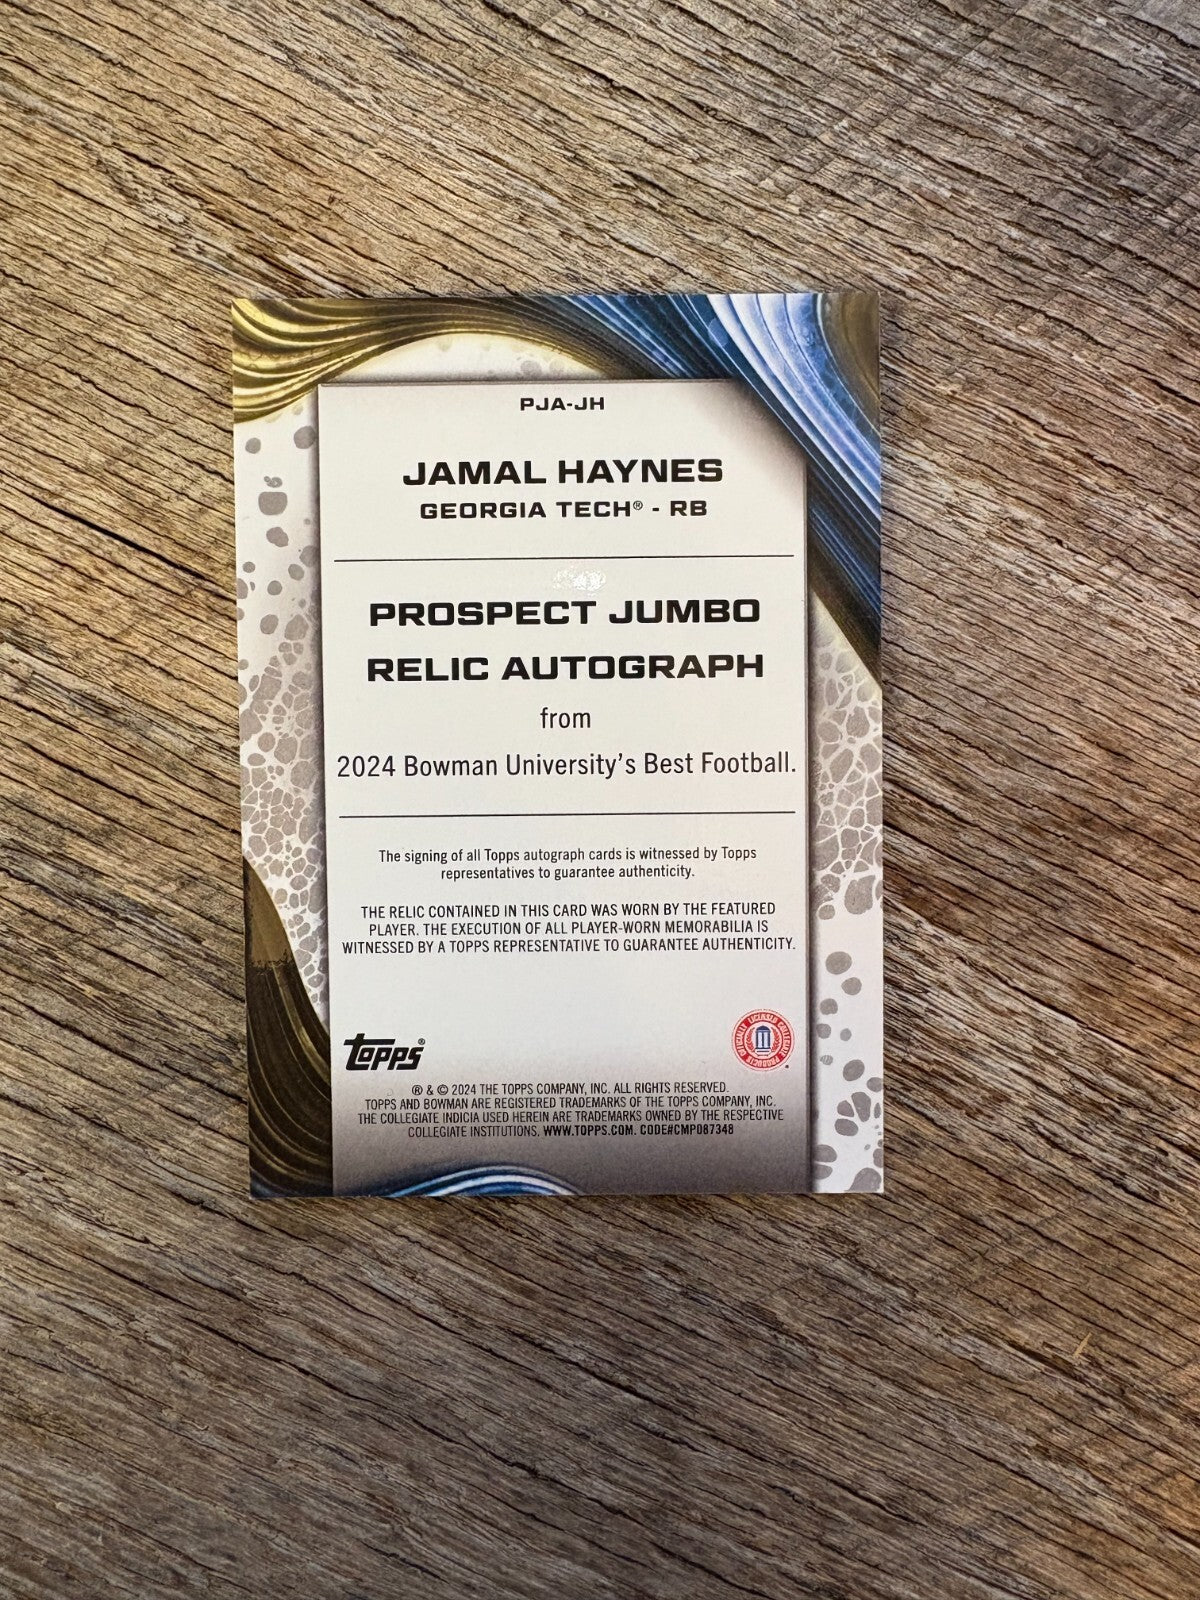 PJA-JH
JAMAL HAYNES
GEORGIA TECH® - RB
PROSPECT JUMBO
RELIC AUTOGRAPH
from
2024 Bowman University's Best Football.
The signing of all Topps autograph cards is witnessed by Topps
representatives to guarantee authenticity.
THE RELIC CONTAINED IN THIS CARD WAS WORN BY THE FEATURED
PLAYER. THE EXECUTION OF ALL PLAYER-WORN MEMORABILIA IS
WITNESSED BY A TOPPS REPRESENTATIVE TO GUARANTEE AUTHENTICITY.
topps®
OFFICIALLY LICENSED COLLEGIATE PRODUCTS
® & © 2024 THE TOPPS COMPANY, INC. ALL RIGHTS RESERVED.
TOPPS AND BOWMAN ARE REGISTERED TRADEMARKS OF THE TOPPS COMPANY, INC.
THE COLLEGIATE INDICIA USED HEREIN ARE TRADEMARKS OWNED BY THE RESPECTIVE
COLLEGIATE INSTITUTIONS. WWW.TOPPS.COM. CODE#CMP087348